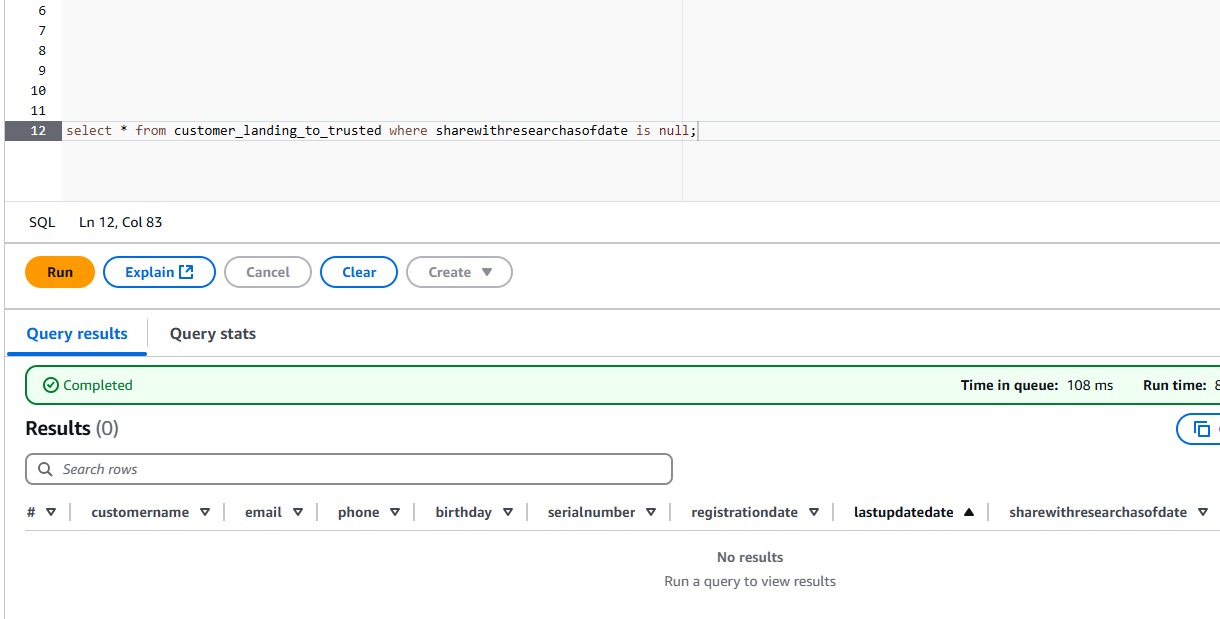 6
7
8
9
10
11
12 select * from customer_landing_to_trusted where sharewithresearchasofdate is null;
SQL Ln 12, Col 83
Run Explain Cancel Clear Create
Query results Query stats
Completed Time in queue: 108 ms Run time: 8
Results (0)
Search rows
# customername email phone birthday serialnumber registrationdate lastupdatedate sharewithresearchasofdate
No results
Run a query to view results